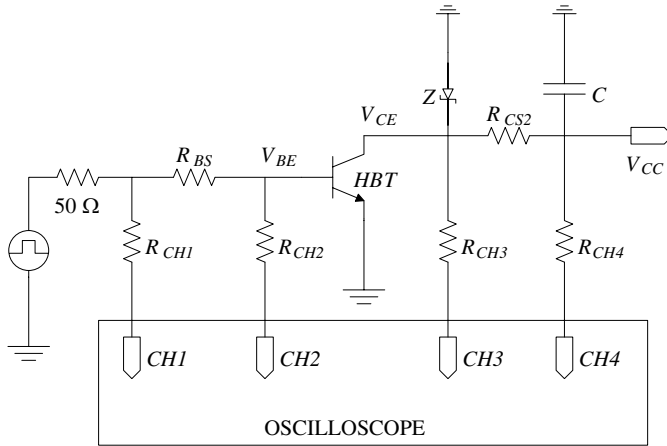 Z
C
V_CE
R_CS2
R_BS
V_BE
HBT
V_CC
50 Ω
R_CH1
R_CH2
R_CH3
R_CH4
CH1
CH2
CH3
CH4
OSCILLOSCOPE